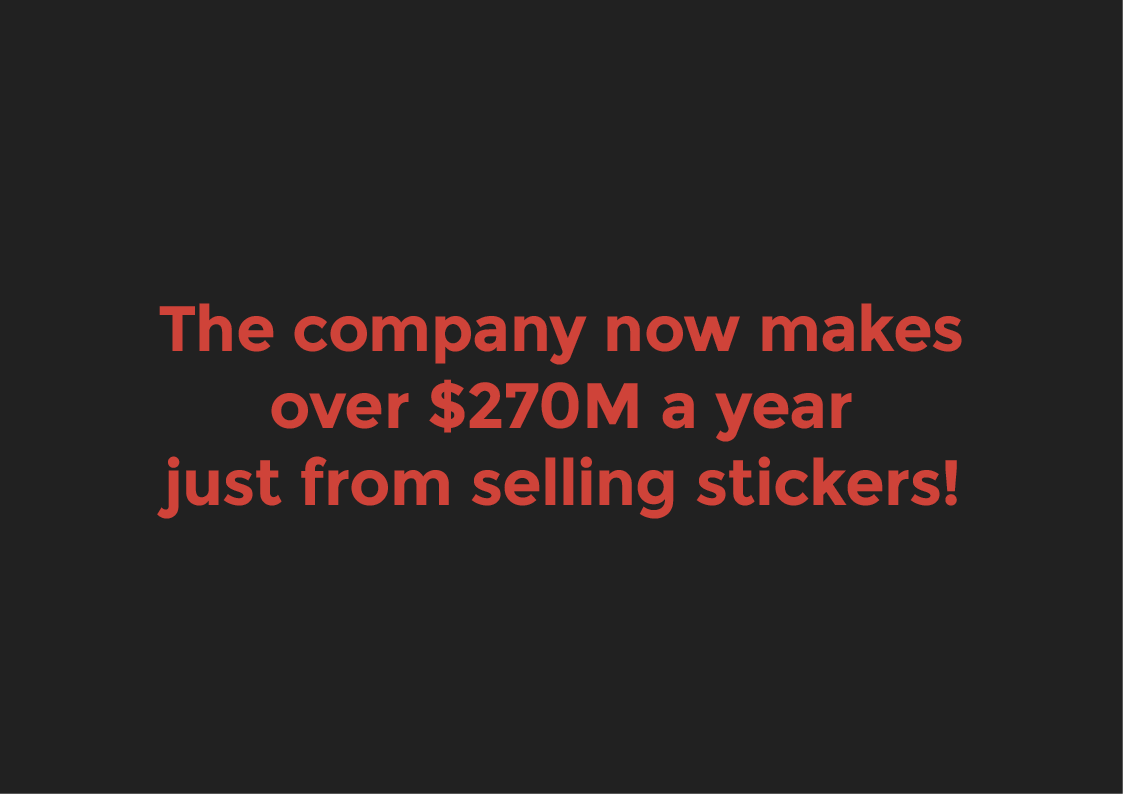 The company now makes
over $270M a year
just from selling stickers!